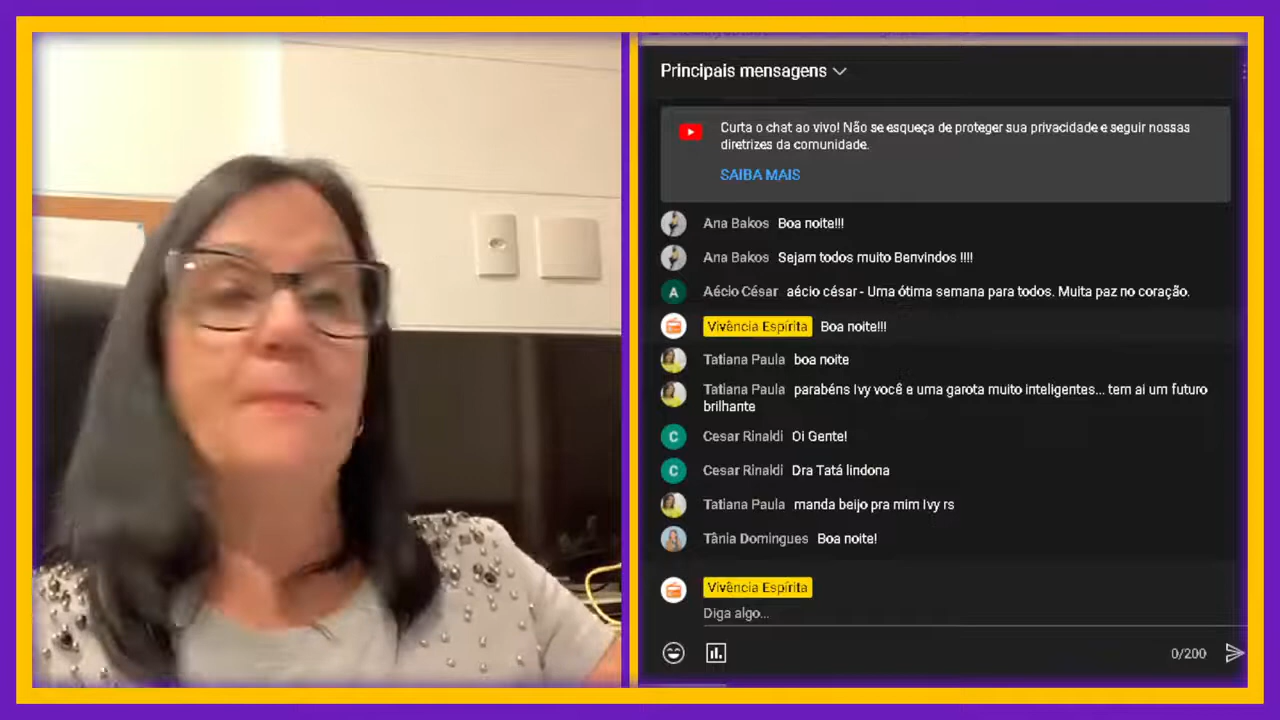 Principais mensagens
Curta o chat ao vivo! Não se esqueça de proteger sua privacidade e seguir nossas
diretrizes da comunidade.
SAIBA MAIS
Ana Bakos Boa noite!!!
Ana Bakos Sejam todos muito Benvindos !!!!
Aécio César aécio césar - Uma ótima semana para todos. Muita paz no coração.
Vivência Espírita Boa noite!!!
Tatiana Paula boa noite
Tatiana Paula parabéns Ivy você e uma garota muito inteligentes... tem ai um futuro
brilhante
C Cesar Rinaldi Oi Gente!
C Cesar Rinaldi Dra Tatá lindona
Tatiana Paula manda beijo pra mim Ivy rs
Tânia Domingues Boa noite!
Vivência Espírita
Diga algo...
0/200